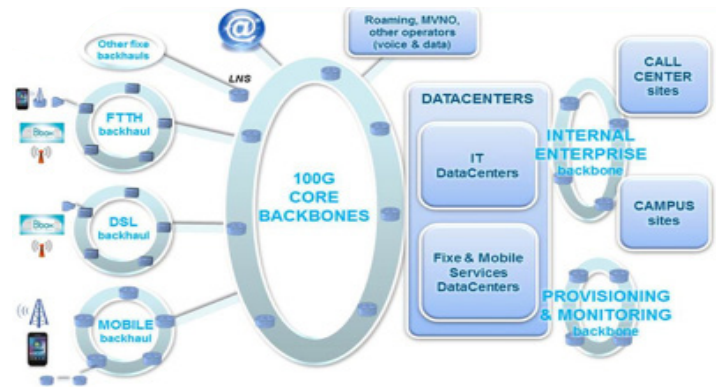 Roaming, MVNO,
other operators
(voice & data)
Other fixe
backhauls
LNS
FTTH
backhaul
DSL
backhaul
MOBILE
backhaul
100G
CORE
BACKBONES
DATACENTERS
IT
DataCenters
Fixe & Mobile
Services
DataCenters
INTERNAL
ENTERPRISE
backbone
PROVISIONING
& MONITORING
backbone
CALL
CENTER
sites
CAMPUS
sites